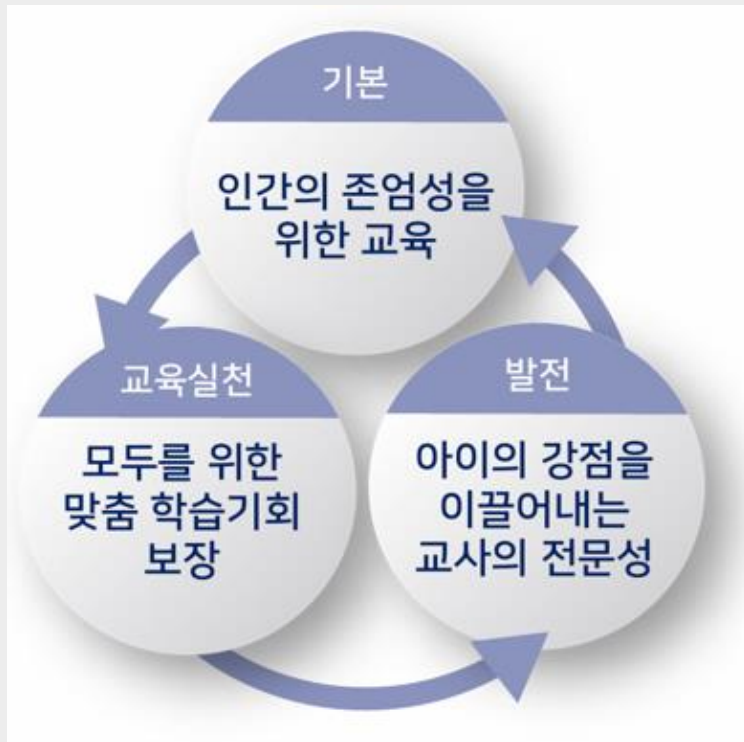 기본
인간의 존엄성을
위한 교육
교육실천
모두를 위한
맞춤 학습기회
보장
발전
아이의 강점을
이끌어내는
교사의 전문성